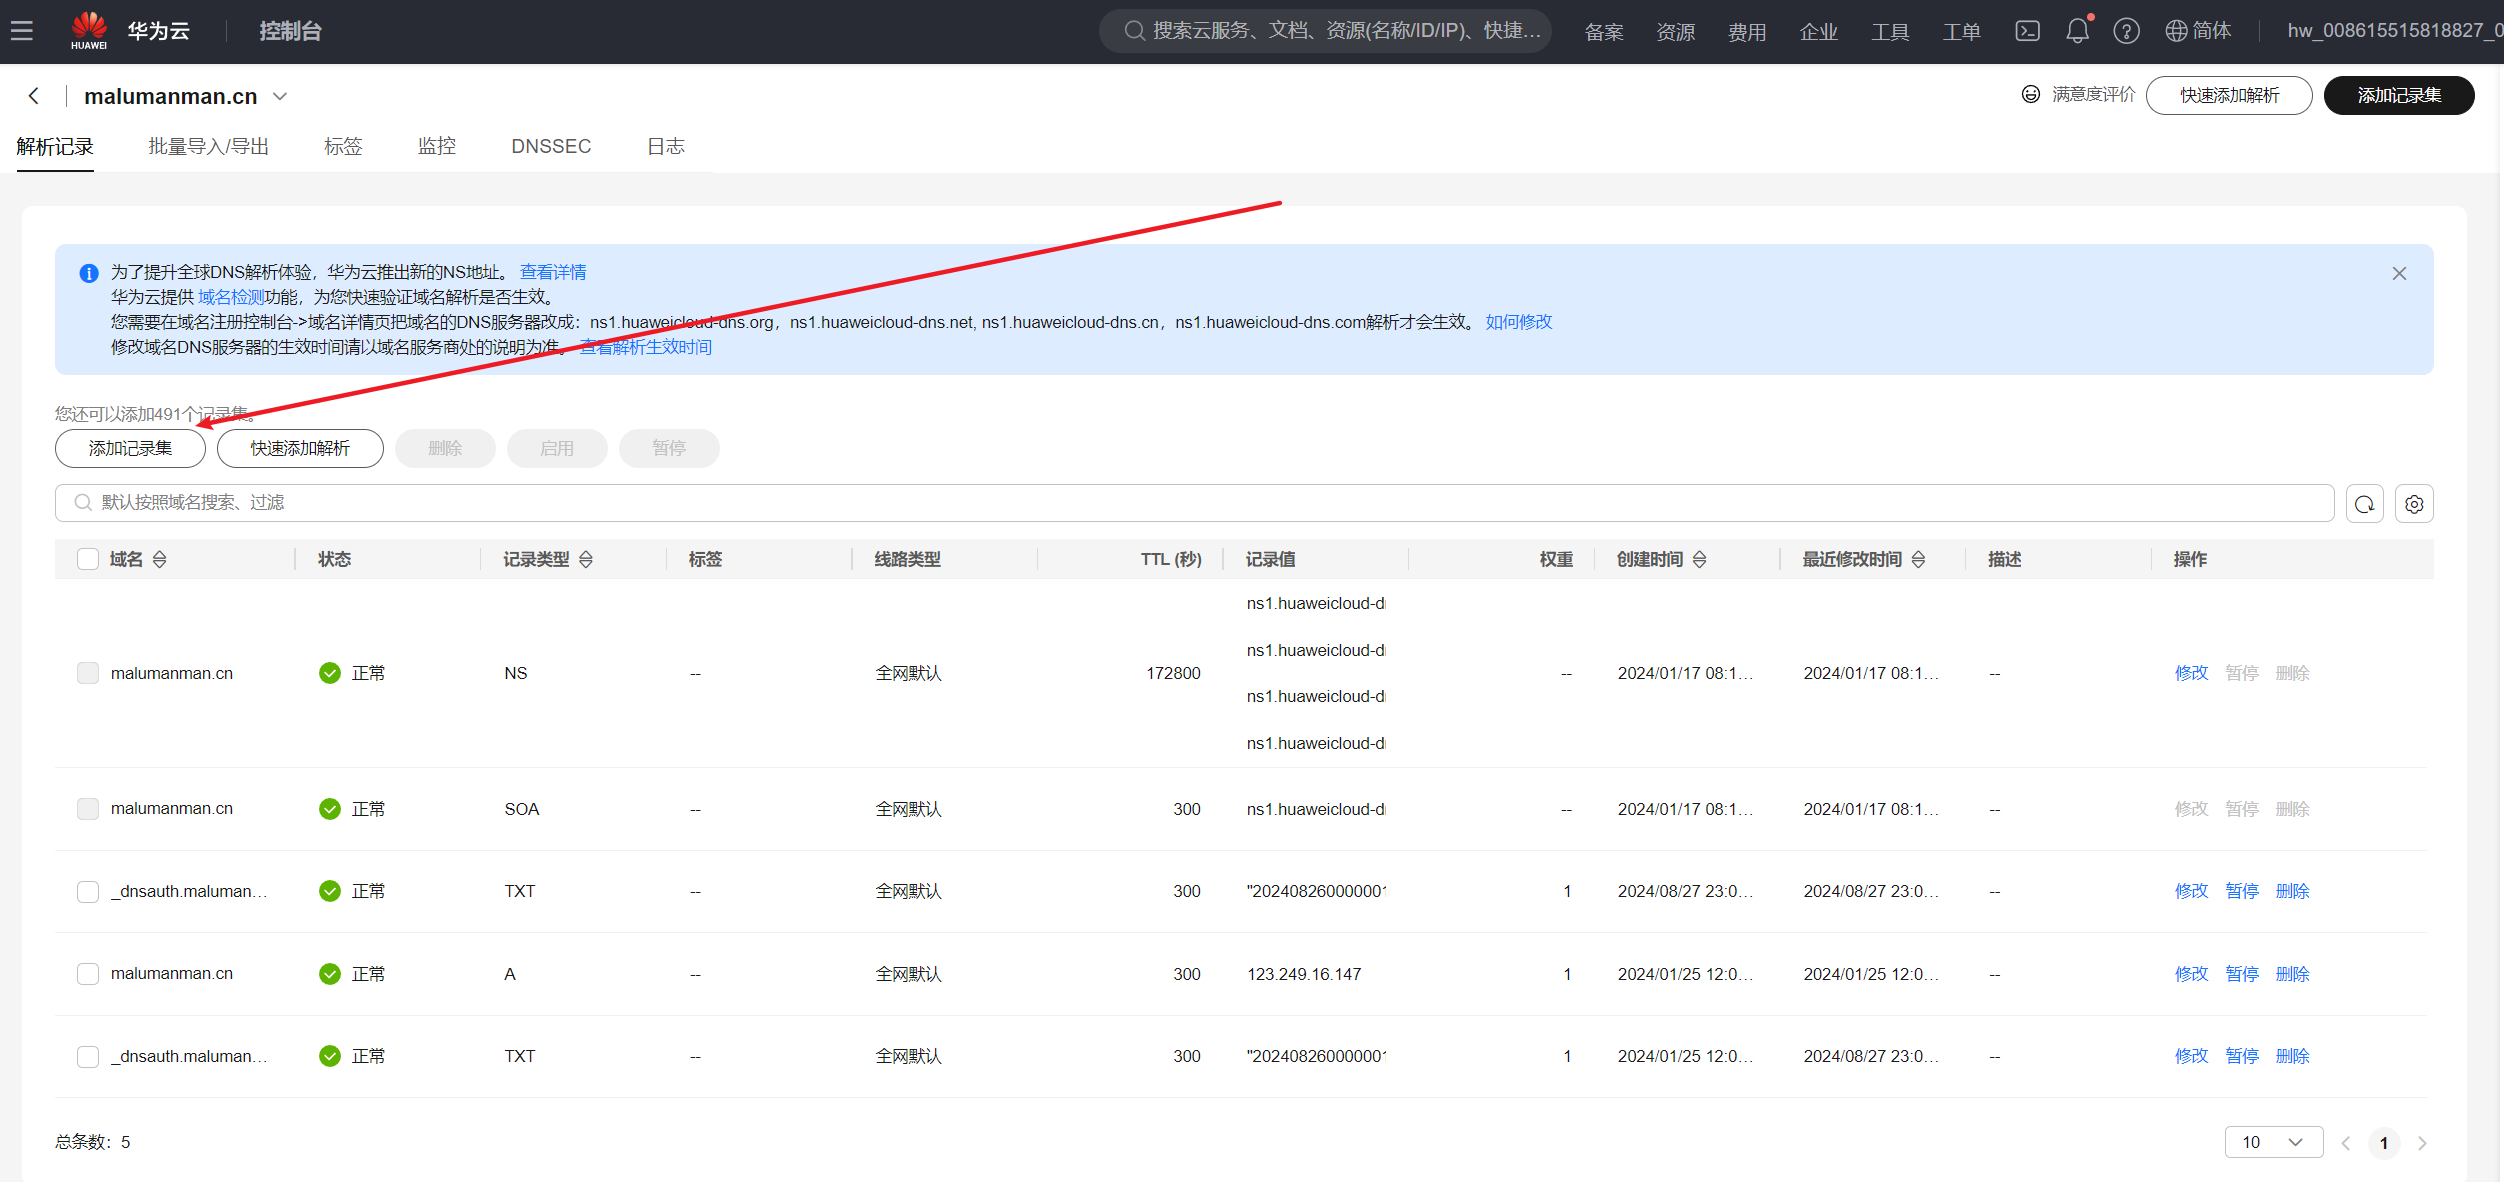 HUAWEI
华为云
控制台
搜索云服务、文档、资源(名称/ID/IP)、快捷...
备案
资源
费用
企业
工具
工单
简体
hw_008615515818827_0
malumanman.cn
满意度评价
快速添加解析
添加记录集
解析记录
批量导入/导出
标签
监控
DNSSEC
日志
为了提升全球DNS解析体验，华为云推出新的NS地址。 查看详情
华为云提供 域名检测功能，为您快速验证域名解析是否生效。
您需要在域名注册控制台->域名详情页把域名的DNS服务器改成：ns1.huaweicloud-dns.org，ns1.huaweicloud-dns.net, ns1.huaweicloud-dns.cn，ns1.huaweicloud-dns.com解析才会生效。 如何修改
修改域名DNS服务器的生效时间请以域名服务商处的说明为准。 查看解析生效时间
您还可以添加491个记录集。
添加记录集
快速添加解析
删除
启用
暂停
默认按照域名搜索、过滤
域名 状态 记录类型 标签 线路类型 TTL (秒) 记录值 权重 创建时间 最近修改时间 描述 操作
ns1.huaweicloud-d
ns1.huaweicloud-d
malumanman.cn 正常 NS -- 全网默认 172800 -- 2024/01/17 08:1... 2024/01/17 08:1... -- 修改 暂停 删除
ns1.huaweicloud-d
ns1.huaweicloud-d
malumanman.cn 正常 SOA -- 全网默认 300 ns1.huaweicloud-d -- 2024/01/17 08:1... 2024/01/17 08:1... -- 修改 暂停 删除
_dnsauth.maluman... 正常 TXT -- 全网默认 300 "20240826000000 1 2024/08/27 23:0... 2024/08/27 23:0... -- 修改 暂停 删除
malumanman.cn 正常 A -- 全网默认 300 123.249.16.147 1 2024/01/25 12:0... 2024/01/25 12:0... -- 修改 暂停 删除
_dnsauth.maluman... 正常 TXT -- 全网默认 300 "20240826000000 1 2024/01/25 12:0... 2024/08/27 23:0... -- 修改 暂停 删除
总条数：5
10
1